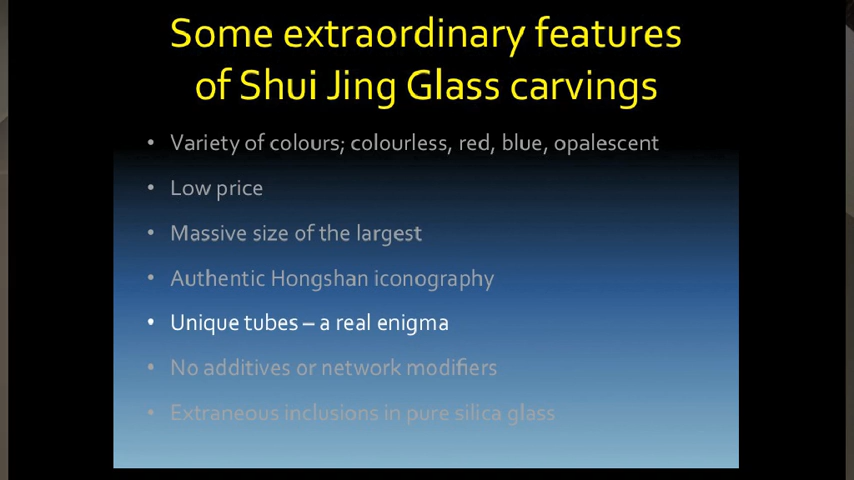 Some extraordinary features
of Shui Jing Glass carvings
• Variety of colours; colourless, red, blue, opalescent
• Low price
• Massive size of the largest
• Authentic Hongshan iconography
• Unique tubes – a real enigma
• No additives or network modifiers
• Extraneous inclusions in pure silica glass